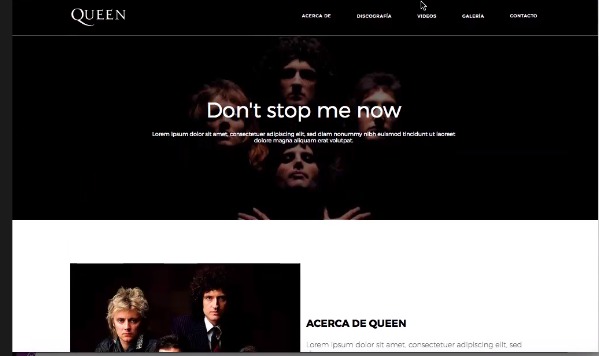 QUEEN
ACERCA DE
DISCOGRAFÍA
VIDEOS
GALERÍA
CONTACTO
Don't stop me now
Lorem ipsum dolor sit amet, consectetuer adipiscing elit, sed diam nonummy nibh euismod tincidunt ut laoreet
dolore magna aliquam erat volutpat.
ACERCA DE QUEEN
Lorem ipsum dolor sit amet, consectetuer adipiscing elit, sed